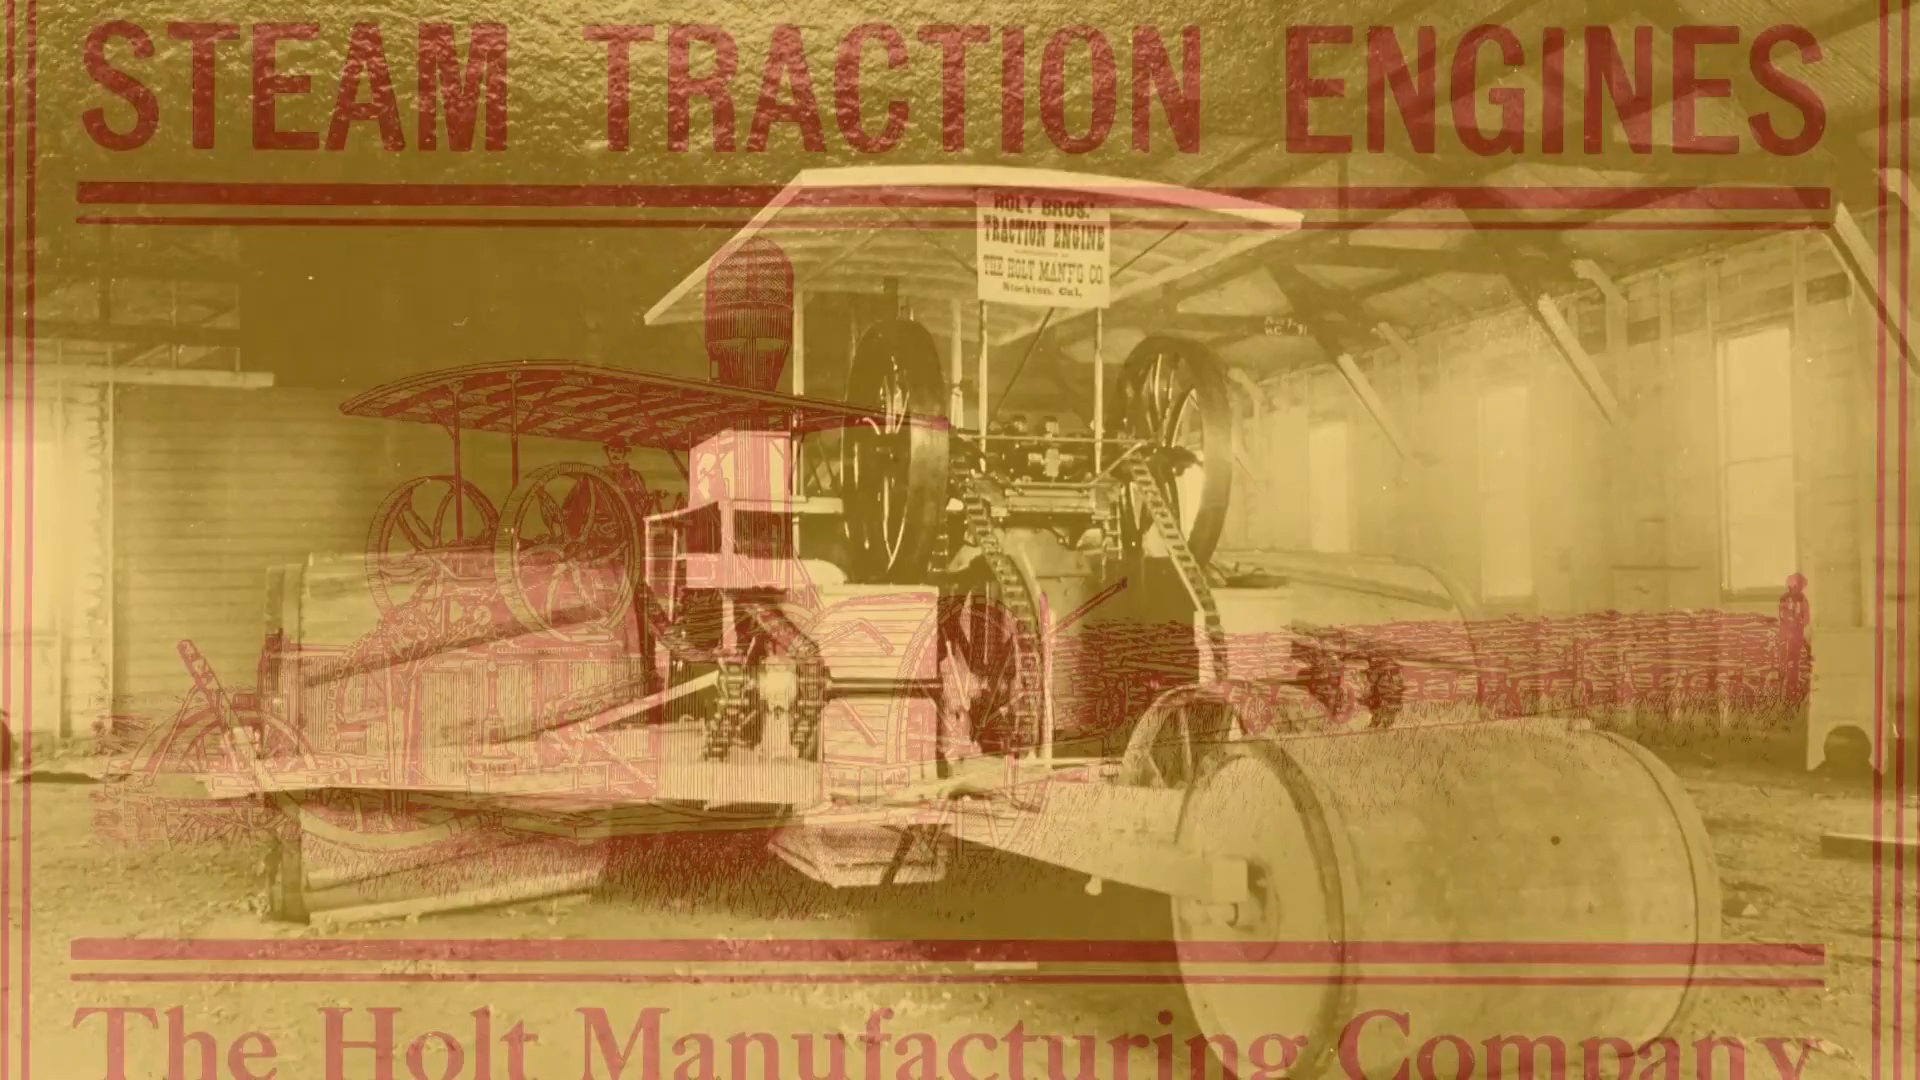 STEAM TRACTION ENGINES
HOLT BROS.'
TRACTION ENGINE
THE HOLT MANF'G CO.
Stockton, Cal.
The Holt Manufacturing Company